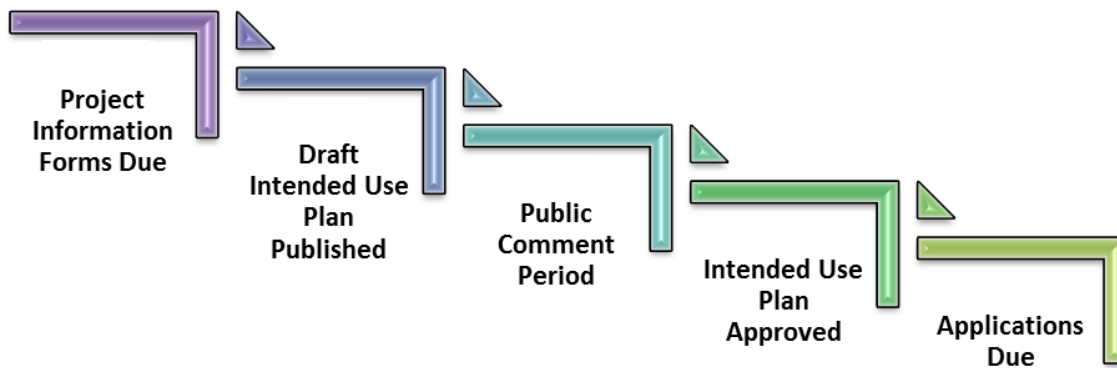 Project
Information
Forms Due
Draft
Intended Use
Plan
Published
Public
Comment
Period
Intended Use
Plan
Approved
Applications
Due